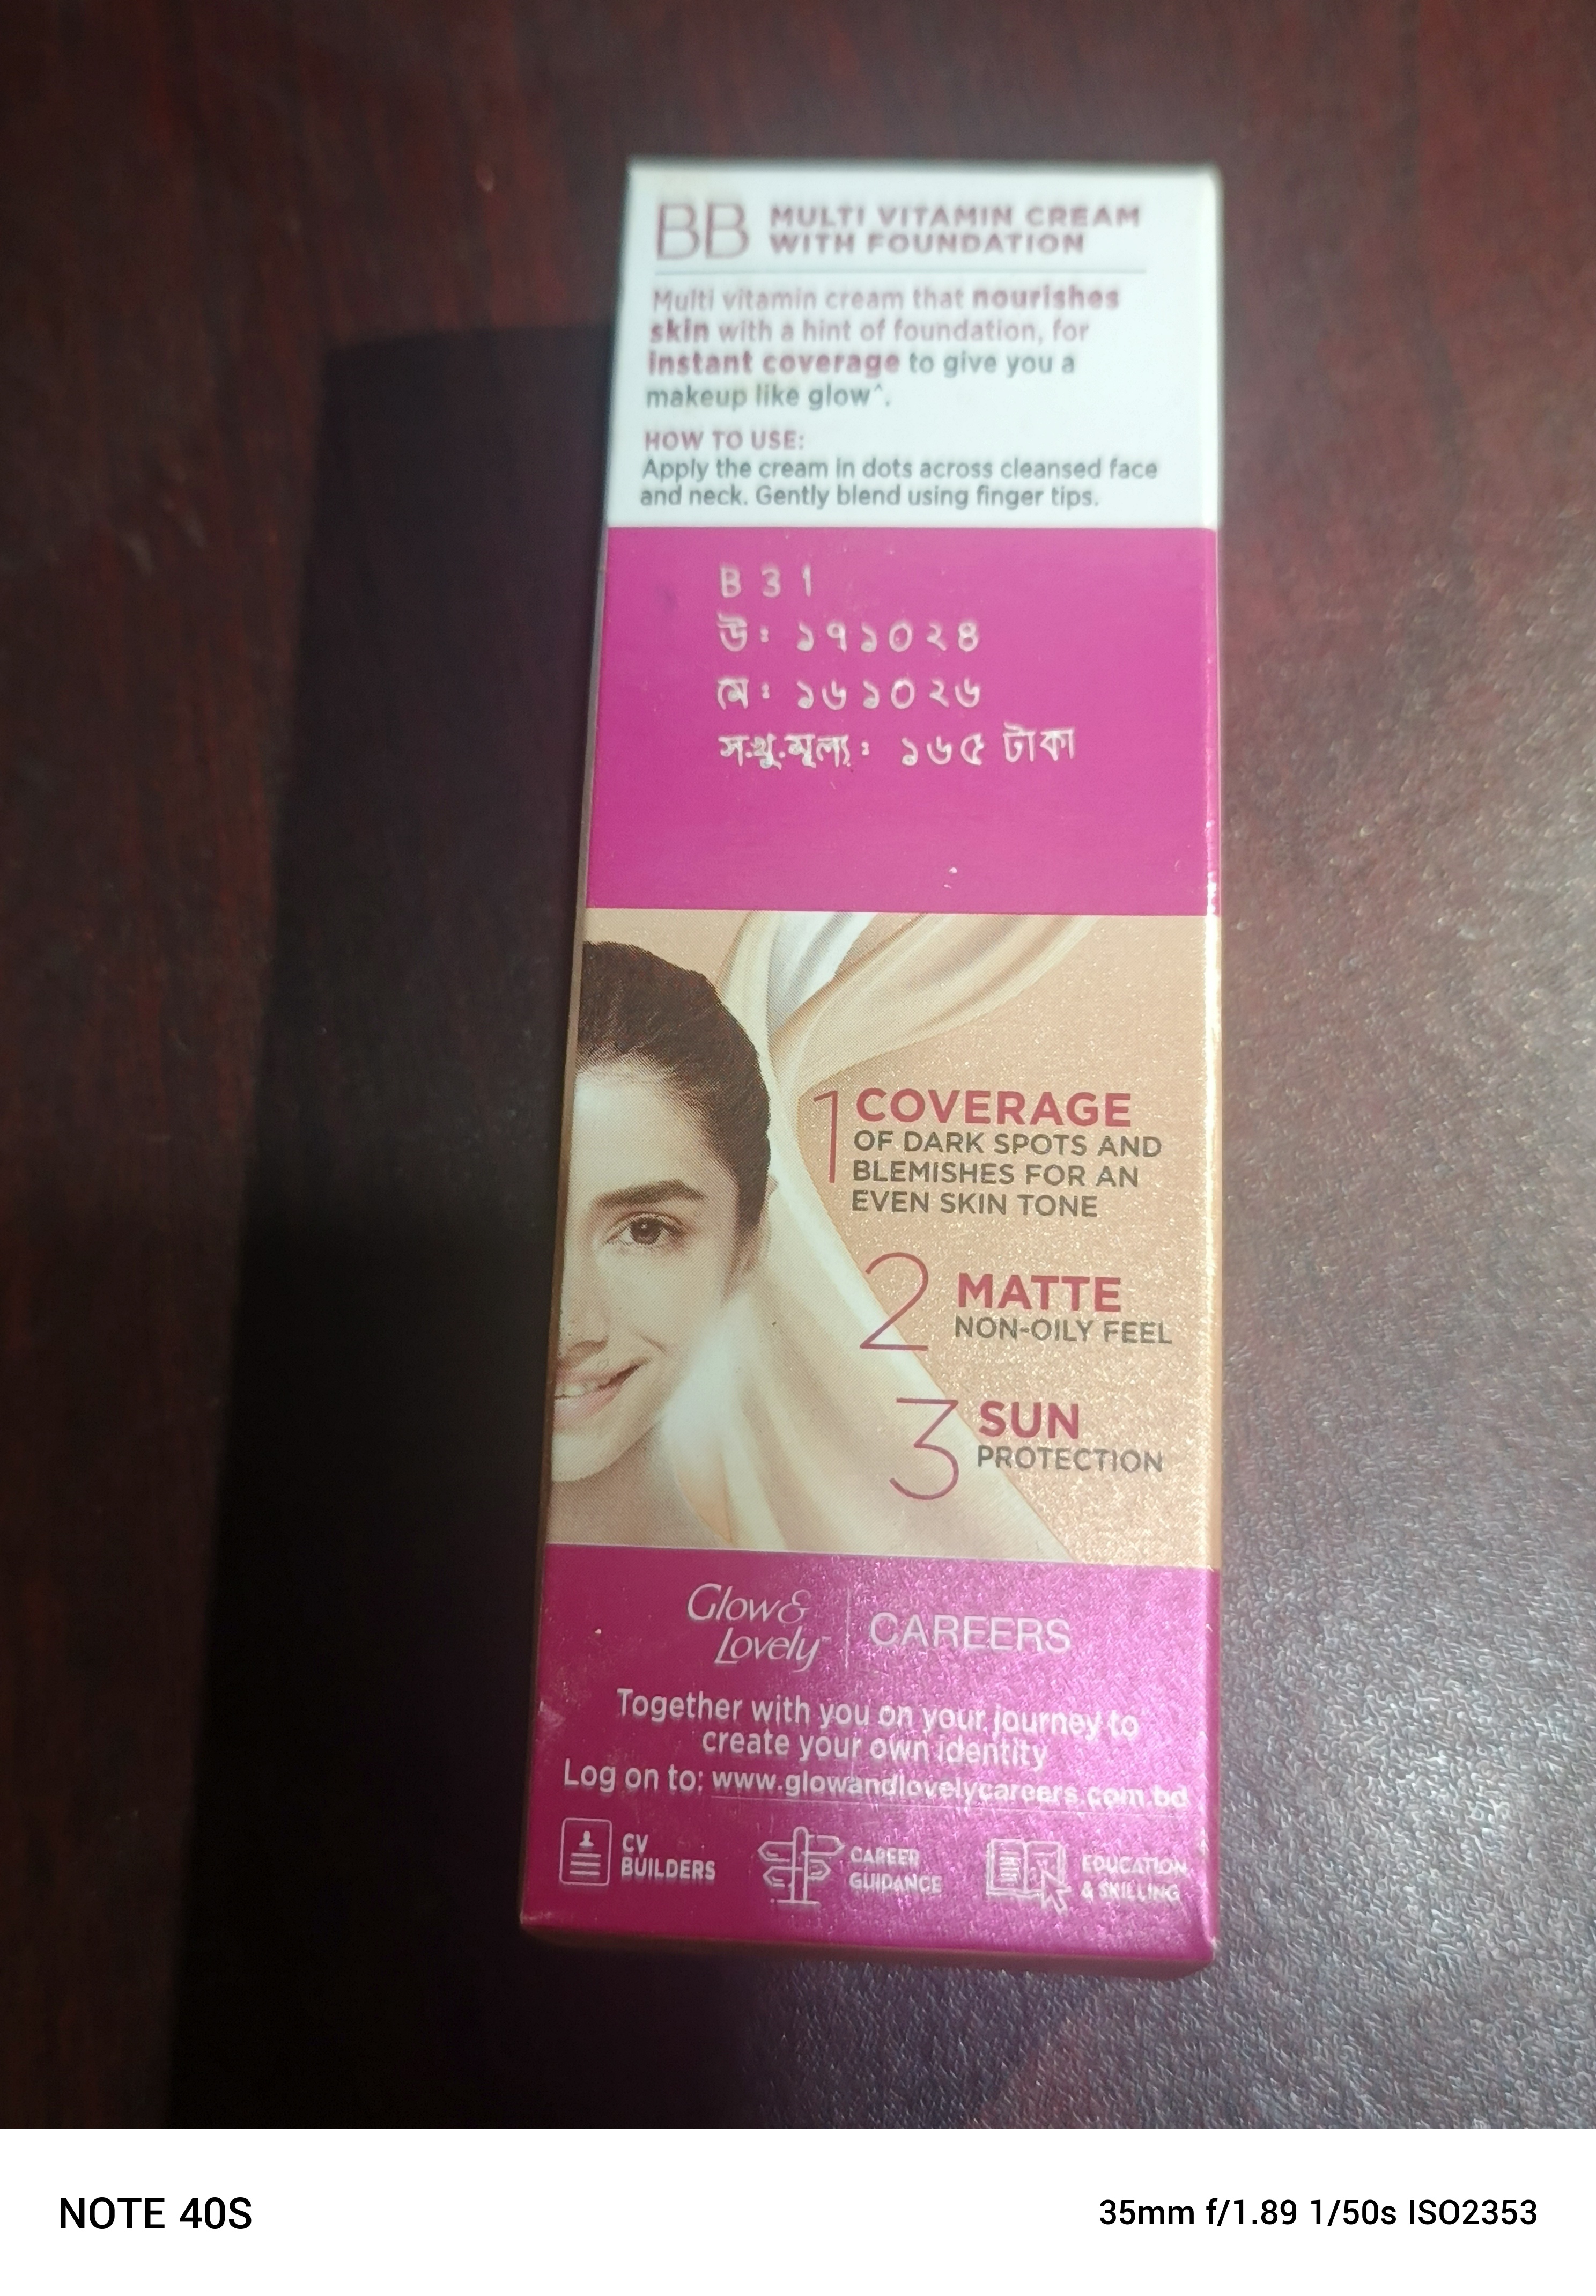 BB MULTI VITAMIN CREAM
WITH FOUNDATION
Multi vitamin cream that nourishes
skin with a hint of foundation, for
instant coverage to give you a
makeup like glow^.
HOW TO USE:
Apply the cream in dots across cleansed face
and neck. Gently blend using finger tips.
B 3 1
উ: ১৭১০২৪
মে: ১৬১০২৬
স.খু.মূল্য: ১৬৫ টাকা
1 COVERAGE
OF DARK SPOTS AND
BLEMISHES FOR AN
EVEN SKIN TONE
2 MATTE
NON-OILY FEEL
3 SUN
PROTECTION
Glow &
Lovely™ CAREERS
Together with you on your journey to
create your own identity
Log on to: www.glowandlovelycareers.com.bd
CV
BUILDERS
CAREER
GUIDANCE
EDUCATION
& SKILLING
NOTE 40S
35mm f/1.89 1/50s ISO2353